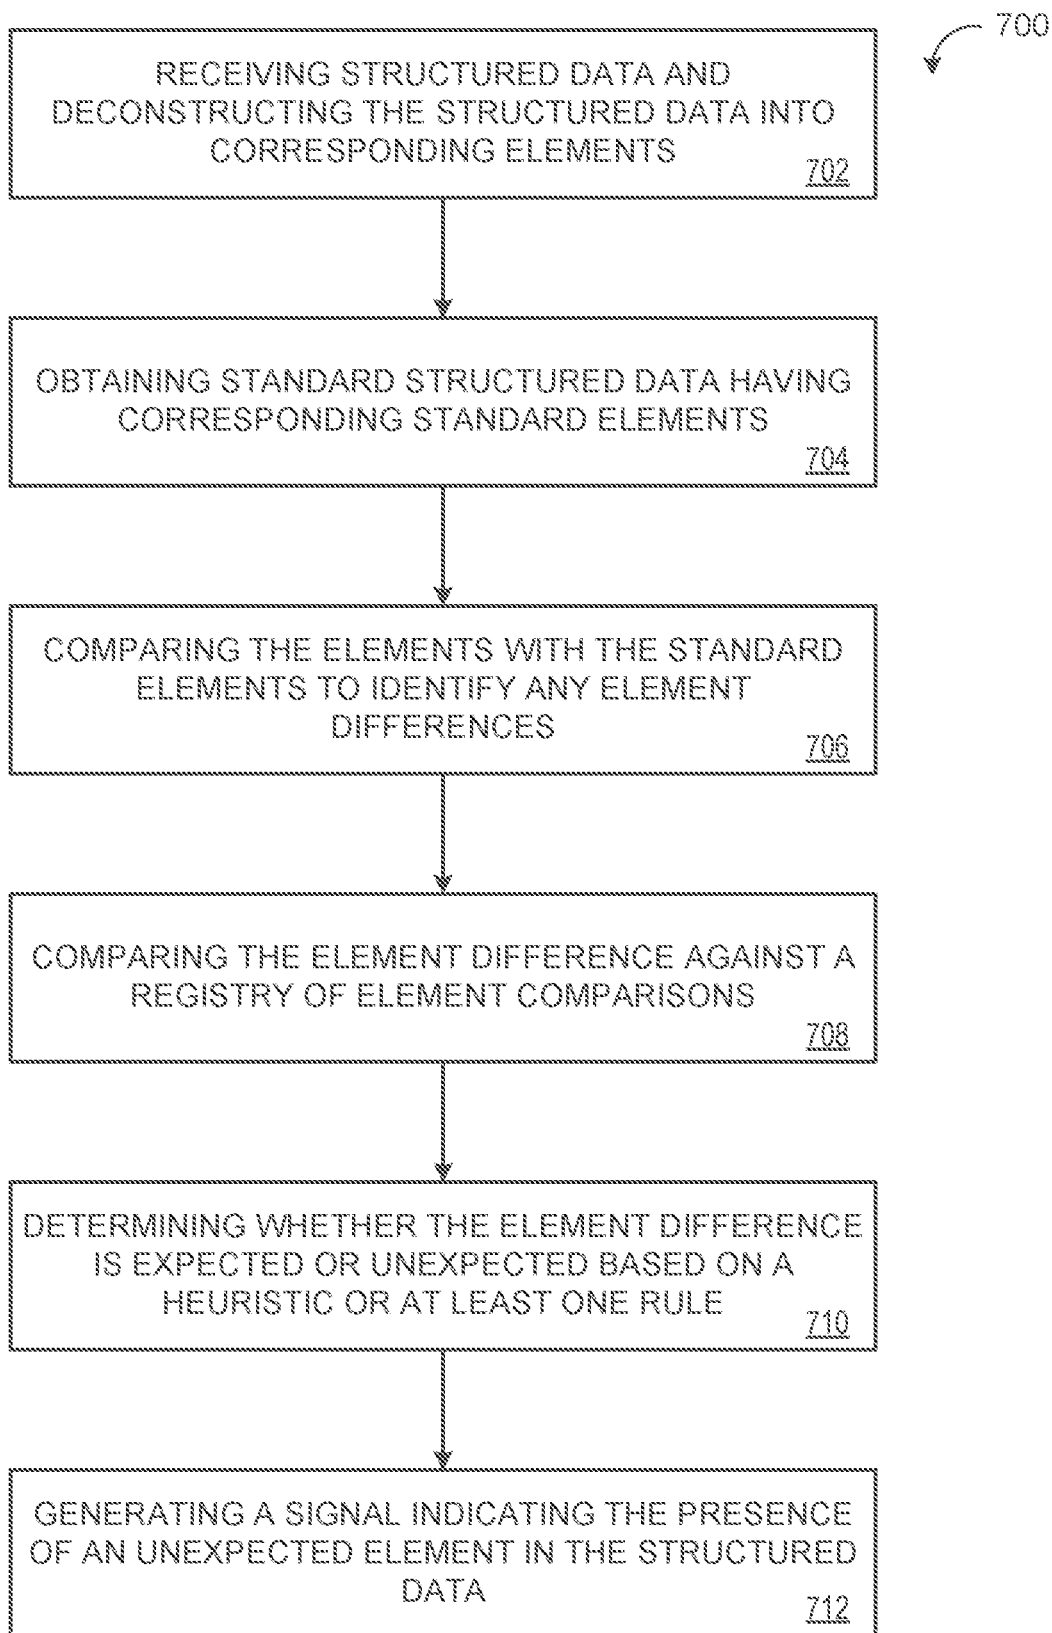 700
RECEIVING STRUCTURED DATA AND
DECONSTRUCTING THE STRUCTURED DATA INTO
CORRESPONDING ELEMENTS
702
OBTAINING STANDARD STRUCTURED DATA HAVING
CORRESPONDING STANDARD ELEMENTS
704
COMPARING THE ELEMENTS WITH THE STANDARD
ELEMENTS TO IDENTIFY ANY ELEMENT
DIFFERENCES
706
COMPARING THE ELEMENT DIFFERENCE AGAINST A
REGISTRY OF ELEMENT COMPARISONS
708
DETERMINING WHETHER THE ELEMENT DIFFERENCE
IS EXPECTED OR UNEXPECTED BASED ON A
HEURISTIC OR AT LEAST ONE RULE
710
GENERATING A SIGNAL INDICATING THE PRESENCE
OF AN UNEXPECTED ELEMENT IN THE STRUCTURED
DATA
712